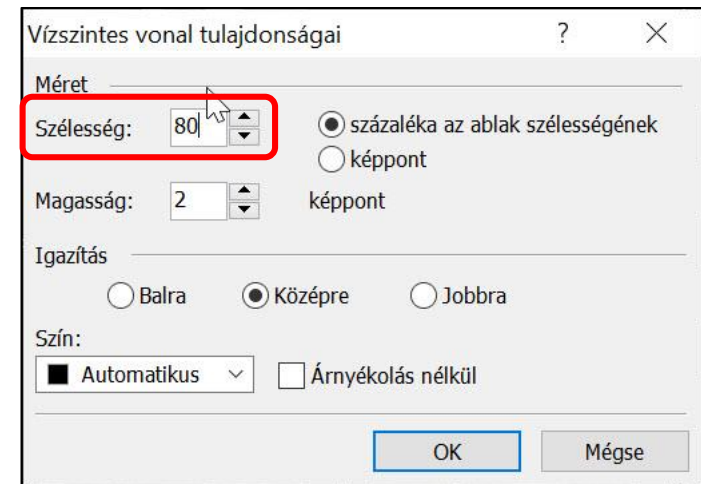 Vízszintes vonal tulajdonságai ?
Méret
Szélesség: 80 százaléka az ablak szélességének
képpont
Magasság: 2 képpont
Igazítás
Balra Középre Jobbra
Szín:
Automatikus Árnyékolás nélkül
OK Mégse